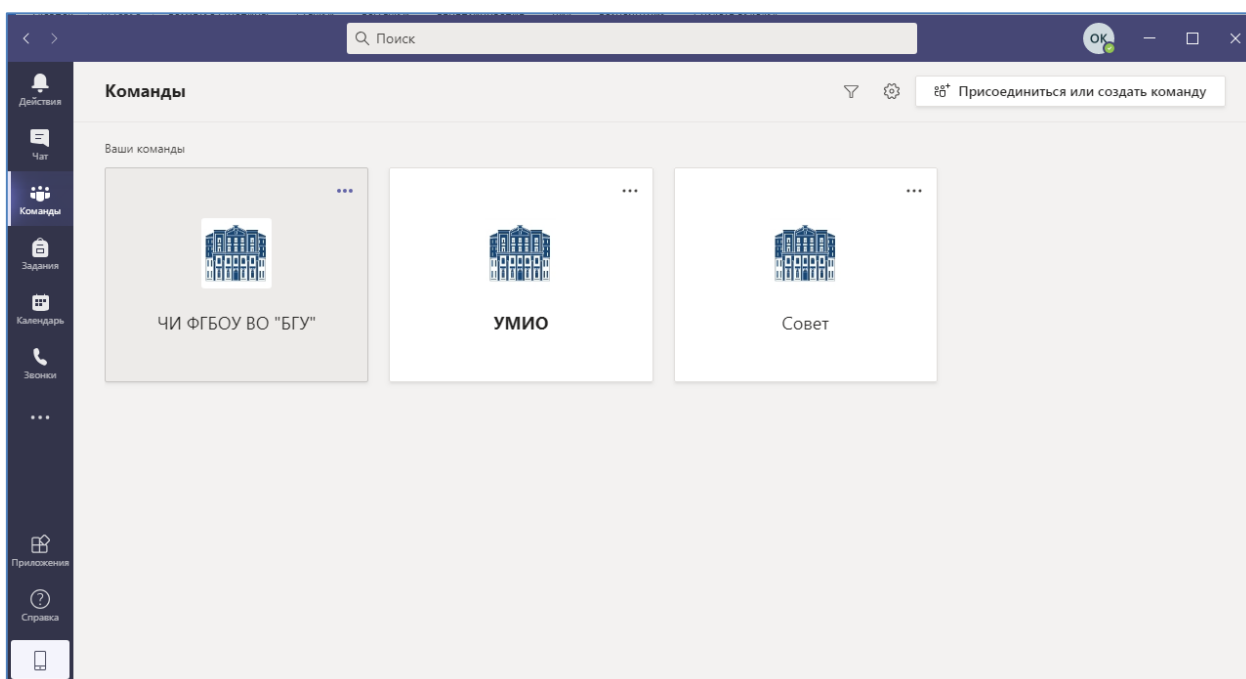 Поиск
ОК
Действия
Чат
Команды
Задания
Календарь
Звонки
Приложения
Справка
Команды
Присоединиться или создать команду
Ваши команды
ЧИ ФГБОУ ВО "БГУ"
УМИО
Совет